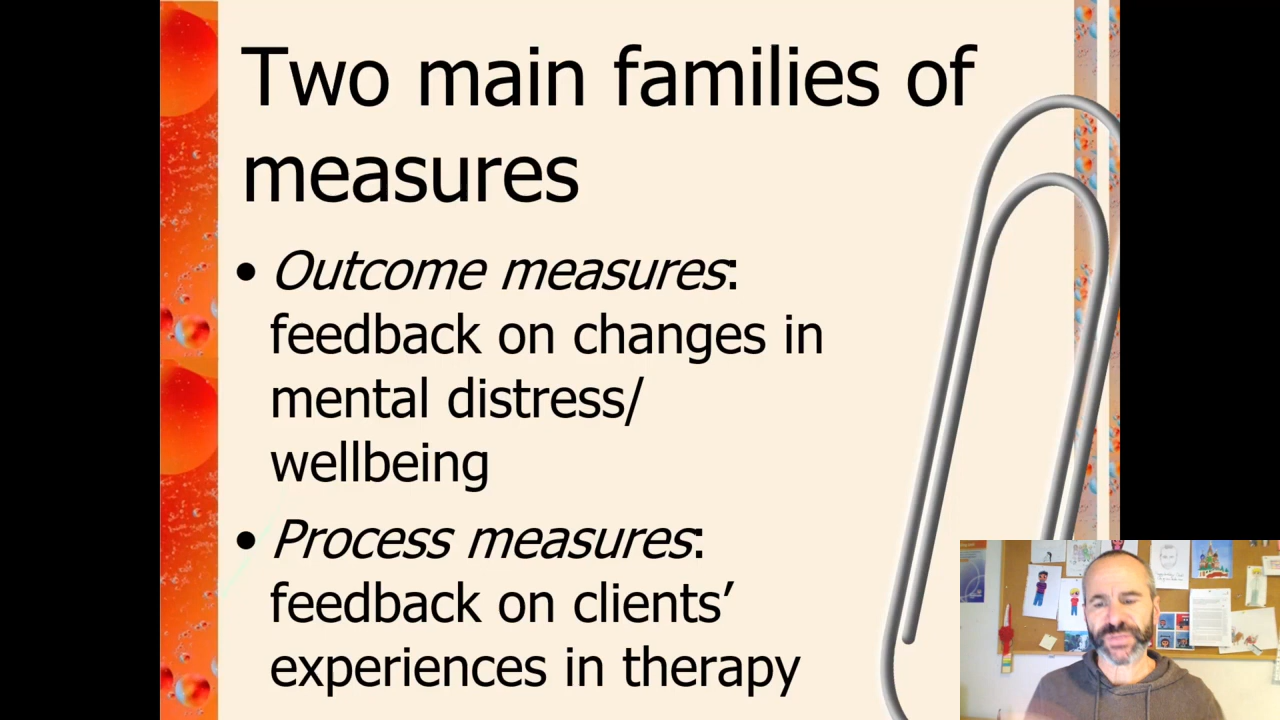 Two main families of
measures
• Outcome measures:
feedback on changes in
mental distress/
wellbeing
• Process measures:
feedback on clients’
experiences in therapy